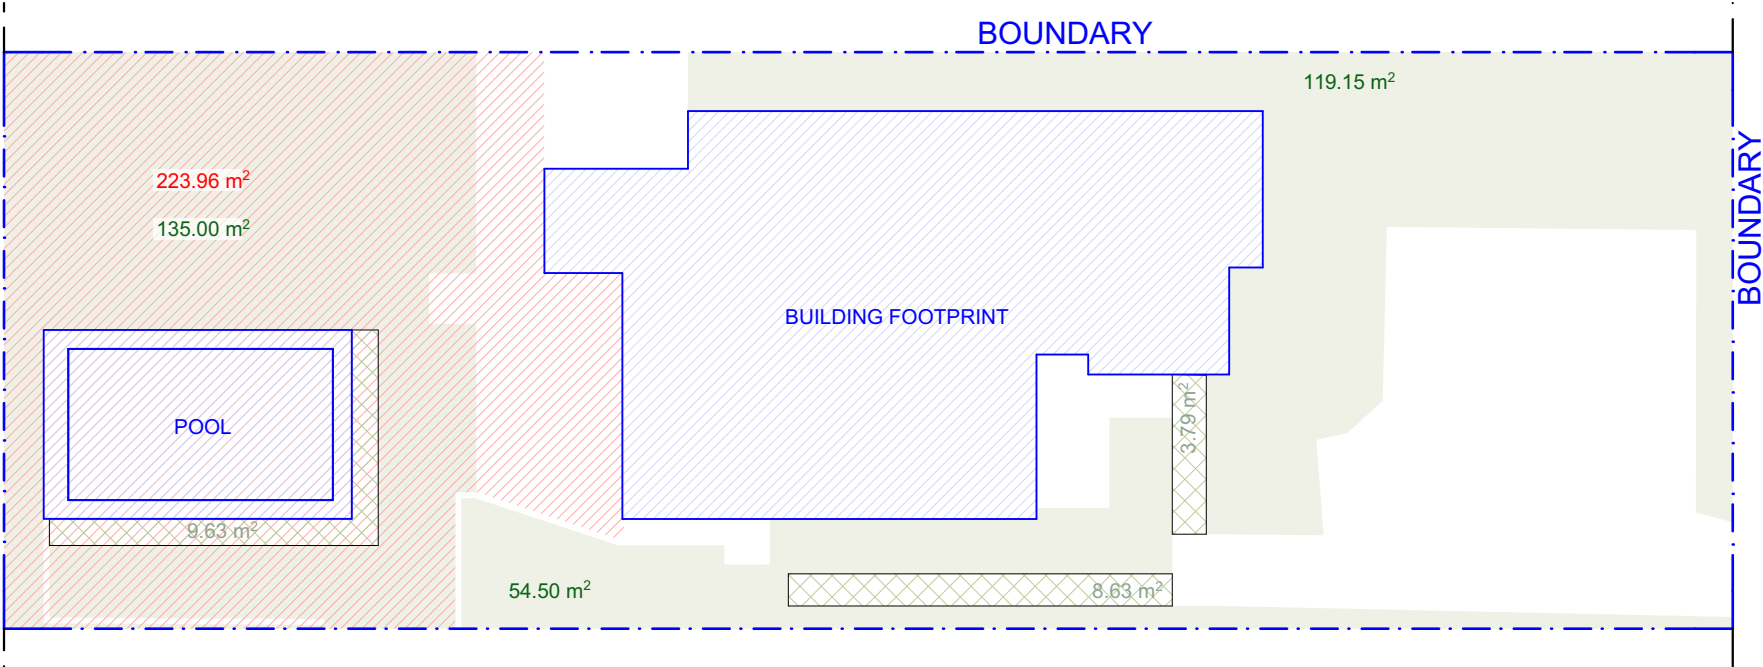 BOUNDARY
119.15 m²
BOUNDARY
223.96 m²
135.00 m²
BUILDING FOOTPRINT
POOL
3.79 m²
9.63 m²
54.50 m²
8.63 m²